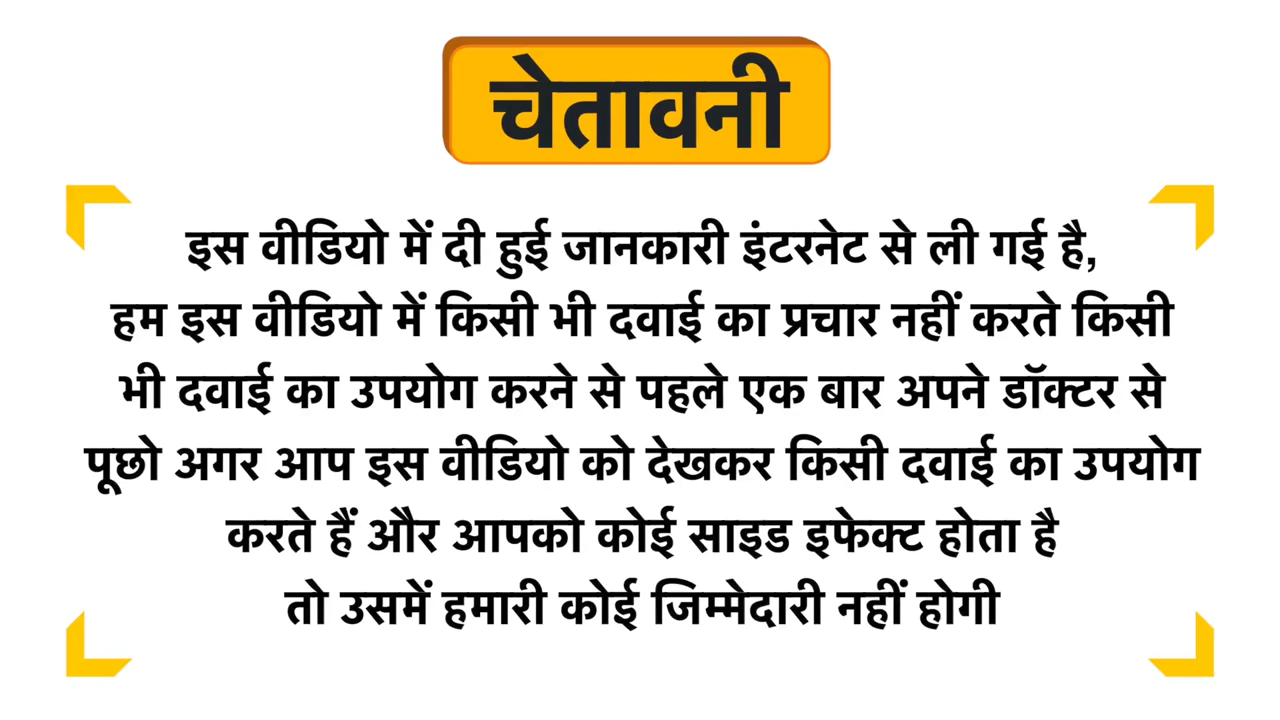 चेतावनी
इस वीडियो में दी हुई जानकारी इंटरनेट से ली गई है,
हम इस वीडियो में किसी भी दवाई का प्रचार नहीं करते किसी
भी दवाई का उपयोग करने से पहले एक बार अपने डॉक्टर से
पूछो अगर आप इस वीडियो को देखकर किसी दवाई का उपयोग
करते हैं और आपको कोई साइड इफेक्ट होता है
तो उसमें हमारी कोई जिम्मेदारी नहीं होगी